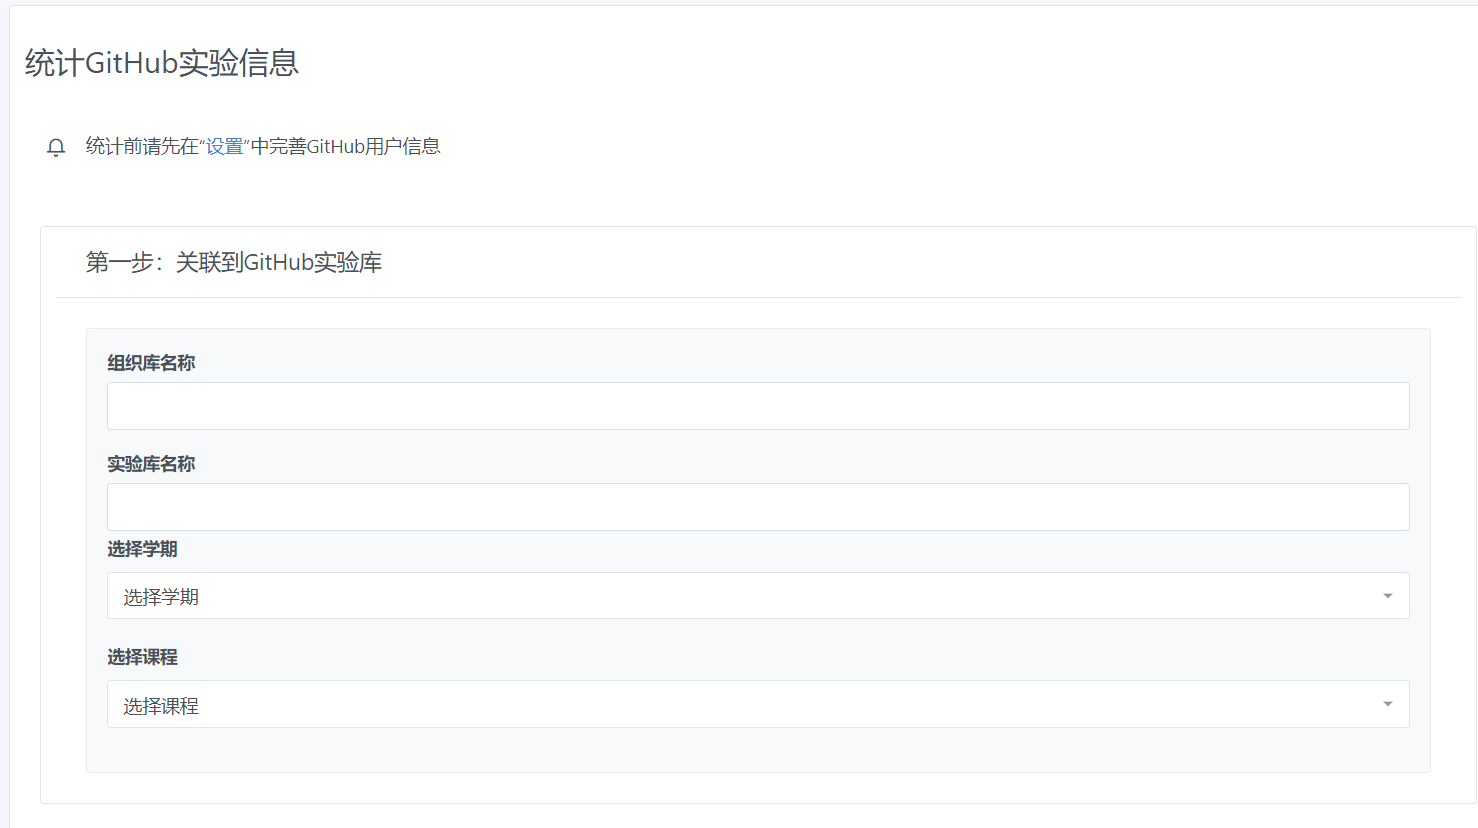 统计GitHub实验信息
统计前请先在“设置”中完善GitHub用户信息
第一步：关联到GitHub实验库
组织库名称
实验库名称
选择学期
选择学期
选择课程
选择课程